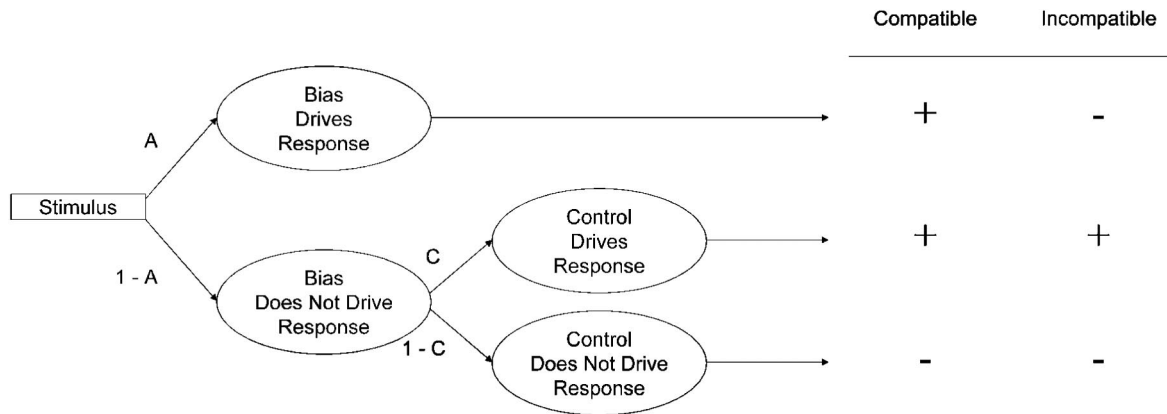 Compatible Incompatible
Bias
Drives
Response
+ -
A
Stimulus
Control
Drives
Response
+ +
C
1 - A
Bias
Does Not Drive
Response
1 - C
Control
Does Not Drive
Response
- -